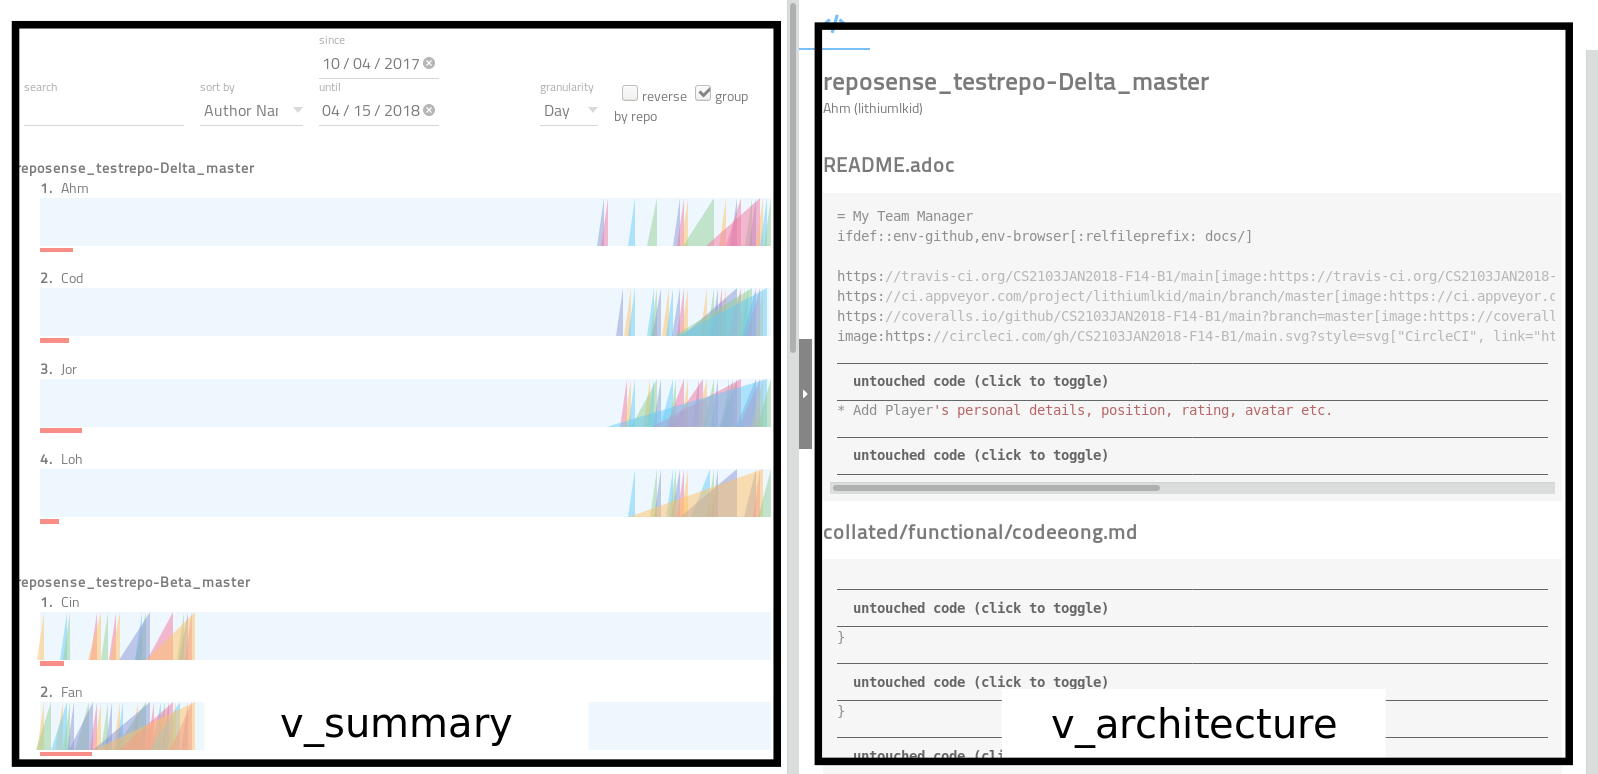 since
10 / 04 / 2017
search
sort by
until
granularity
Author Nar
04 / 15 / 2018
Day
reverse
group
by repo
reposense_testrepo-Delta_master
1. Ahm
2. Cod
3. Jor
4. Loh
reposense_testrepo-Beta_master
1. Cin
2. Fan
v_summary
</>
reposense_testrepo-Delta_master
Ahm (lithiumlkid)
README.adoc
= My Team Manager
ifdef::env-github,env-browser[:relfileprefix: docs/]
https://travis-ci.org/CS2103JAN2018-F14-B1/main[image:https://travis-ci.org/CS2103JAN2018-
https://ci.appveyor.com/project/lithiumlkid/main/branch/master[image:https://ci.appveyor.c
https://coveralls.io/github/CS2103JAN2018-F14-B1/main?branch=master[image:https://coverall
image:https://circleci.com/gh/CS2103JAN2018-F14-B1/main.svg?style=svg["CircleCI", link="ht
untouched code (click to toggle)
* Add Player's personal details, position, rating, avatar etc.
untouched code (click to toggle)
collated/functional/codeeong.md
untouched code (click to toggle)
}
untouched code (click to toggle)
}
untouched code (cli
v_architecture